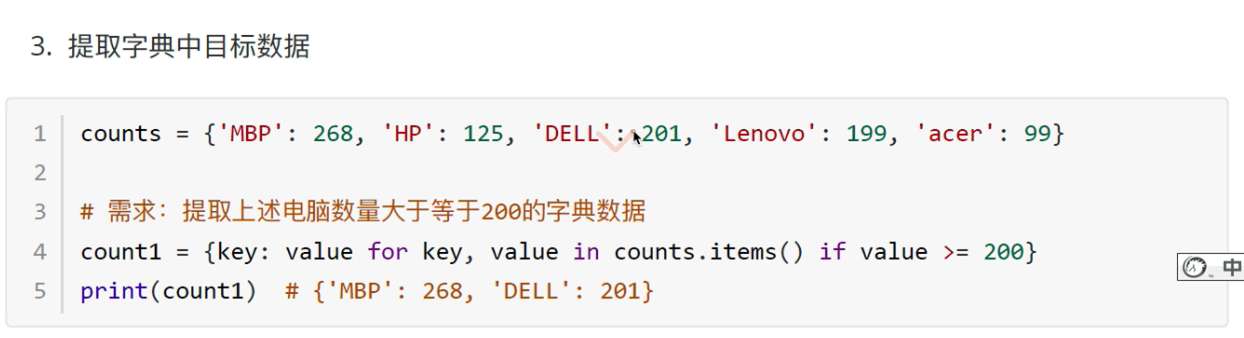 3. 提取字典中目标数据
1 counts = {'MBP': 268, 'HP': 125, 'DELL': 201, 'Lenovo': 199, 'acer': 99}
2
3 # 需求：提取上述电脑数量大于等于200的字典数据
4 count1 = {key: value for key, value in counts.items() if value >= 200}
中
5 print(count1)  # {'MBP': 268, 'DELL': 201}